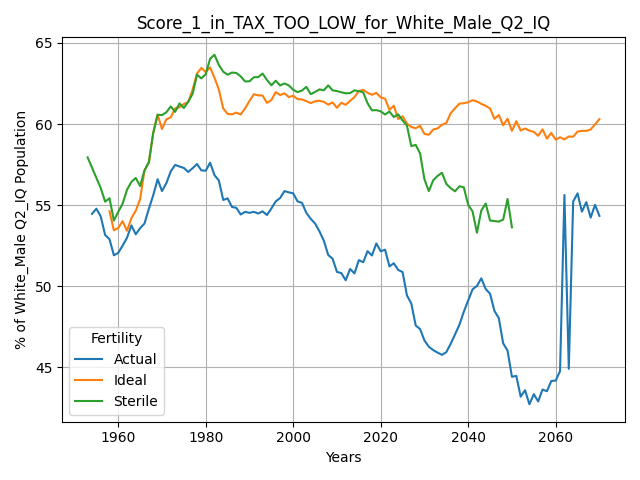 Score_1_in_TAX_TOO_LOW_for_White_Male_Q2_IQ
% of White_Male Q2_IQ Population
65
60
55
50
45
Fertility
Actual
Ideal
Sterile
1960 1980 2000 2020 2040 2060
Years